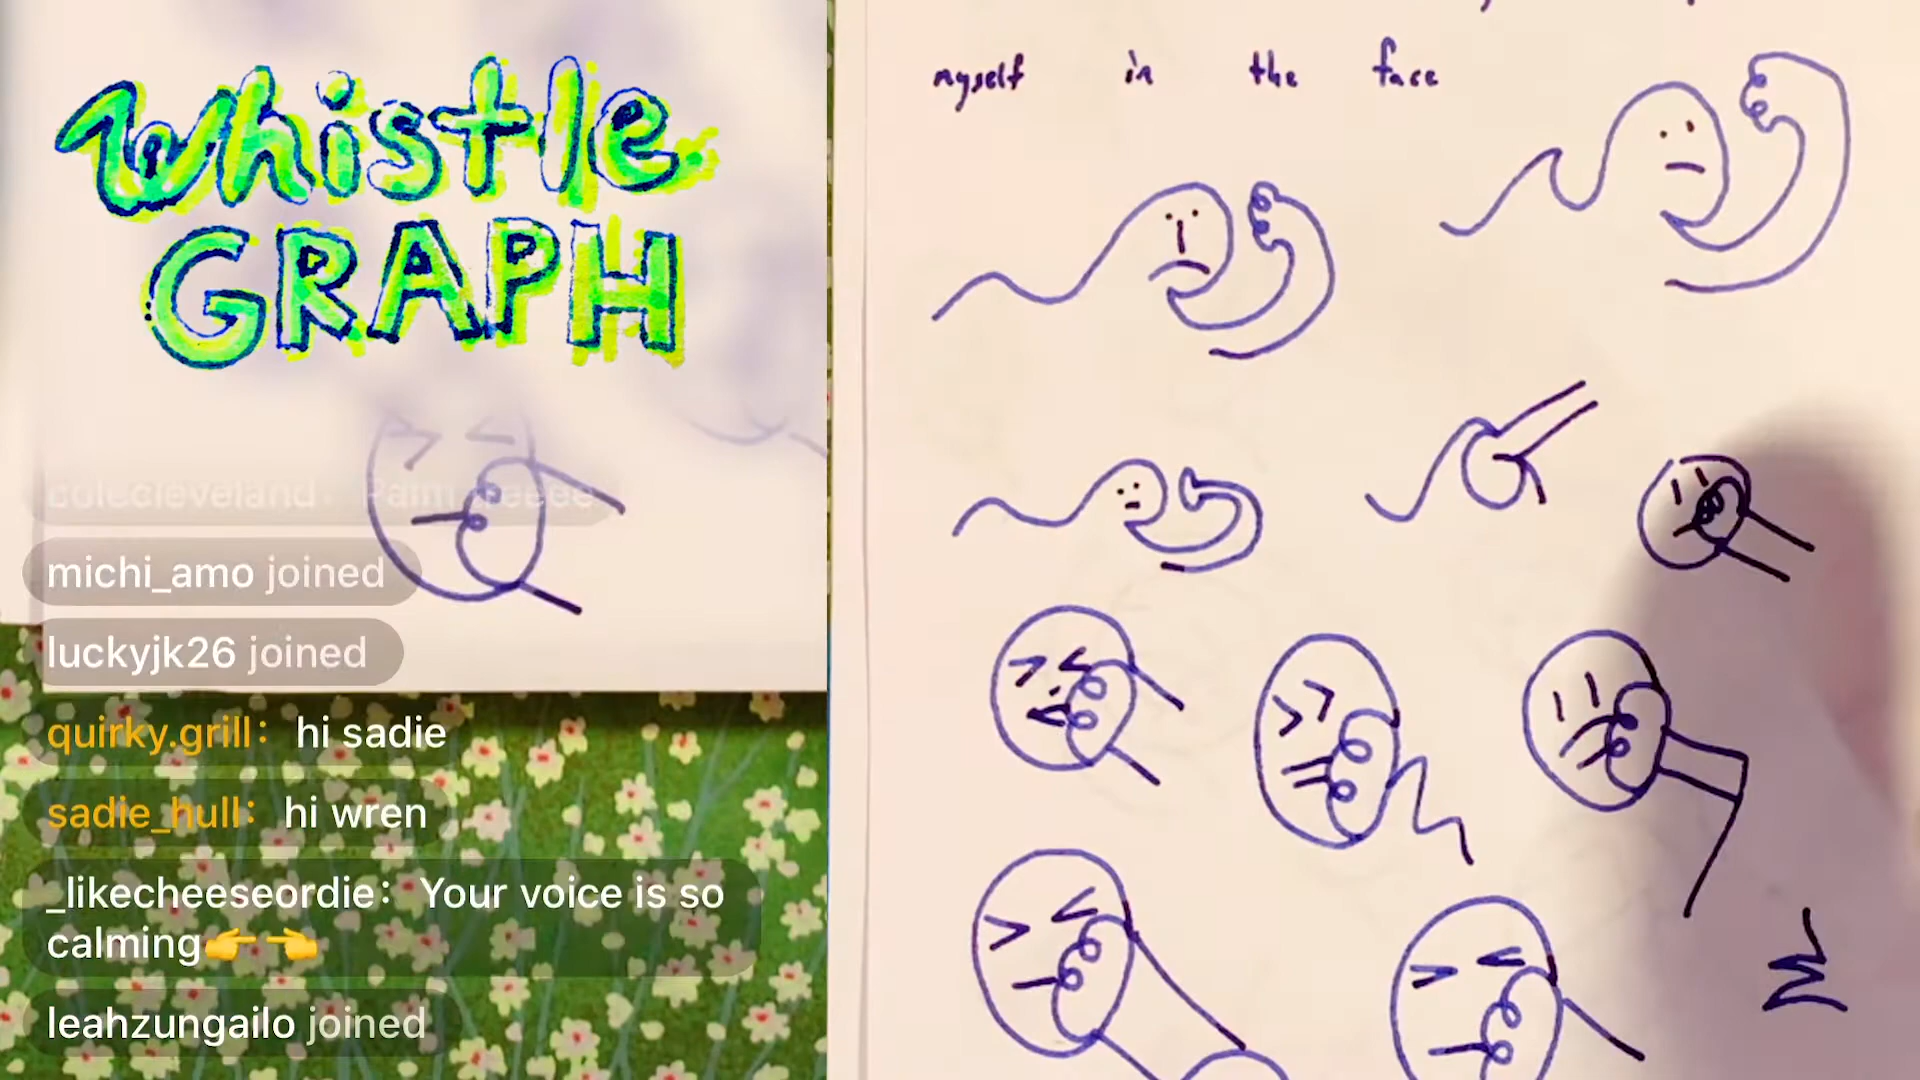 Whistle
GRAPH
colecleveland:
michi_amo joined
luckyjk26 joined
quirky.grill: hi sadie
sadie_hull: hi wren
_likecheeseordie: Your voice is so
calming👉👈
leahzungailo joined
myself in the face